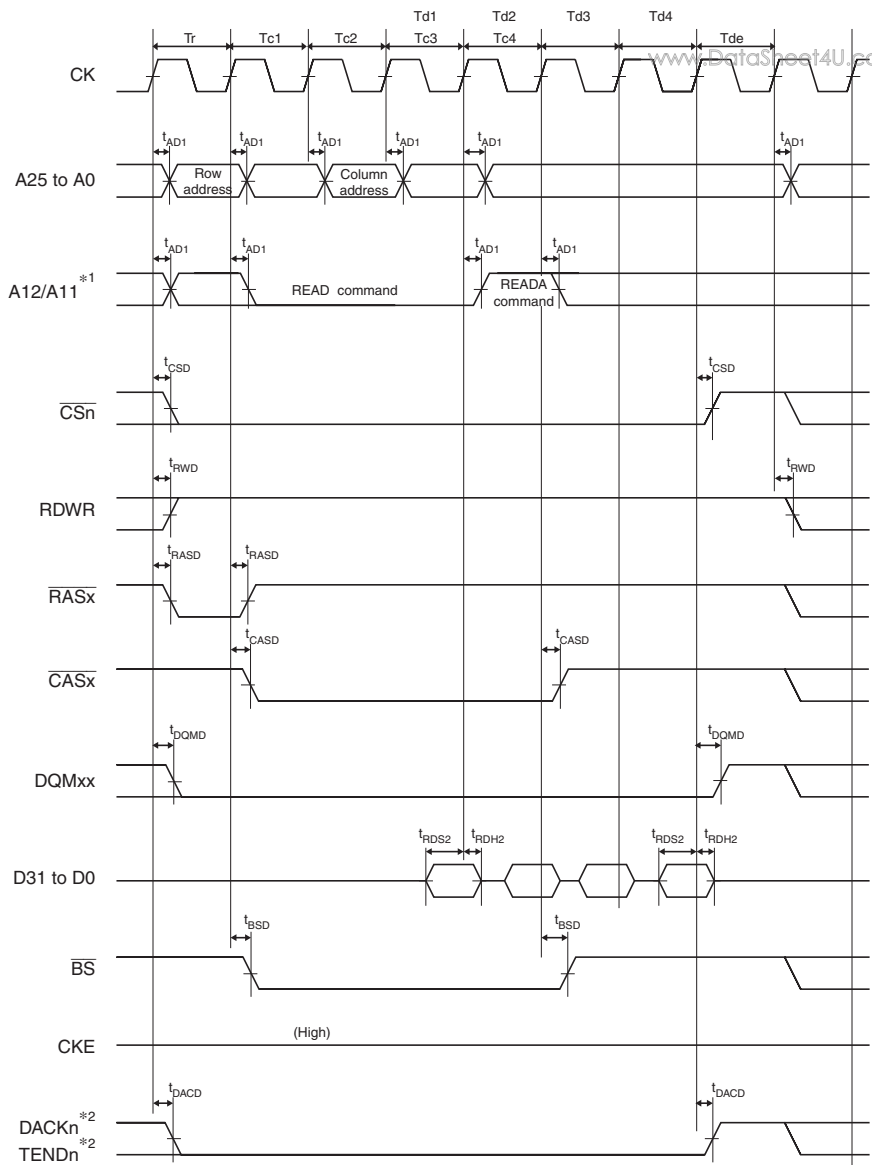 Td1 Td2 Td3 Td4
Tr Tc1 Tc2 Tc3 Tc4 Tde
www.DataSheet4U.co
CK
tAD1 tAD1 tAD1 tAD1 tAD1 tAD1
A25 to A0 Row address Column address
tAD1 tAD1 tAD1 tAD1
A12/A11*1 READ command READA command
tCSD tCSD
CSn
tRWD tRWD
RDWR
tRASD tRASD
RASx
tCASD tCASD
CASx
tDQMD tDQMD
DQMxx
tRDS2 tRDH2 tRDS2 tRDH2
D31 to D0
tBSD tBSD
BS
(High)
CKE
tDACD tDACD
DACKn*2
TENDn*2